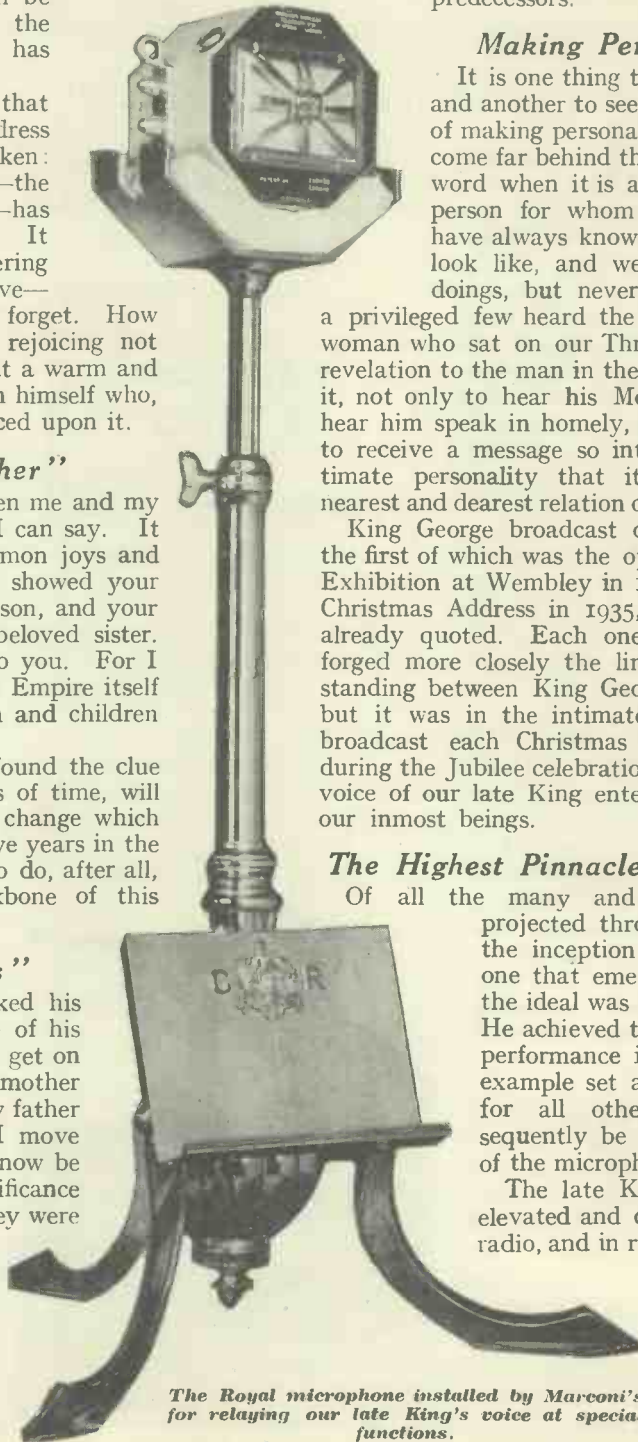 be
the
has
that
dress
ken:
—the
—has
It
ering
ve—
forget. How
rejoicing not
t a warm and
n himself who,
ced upon it.
her”
en me and my
I can say. It
mon joys and
showed your
son, and your
beloved sister.
o you. For I
Empire itself
n and children
found the clue
s of time, will
change which
ve years in the
o do, after all,
kbone of this
s”
ked his
of his
get on
mother
y father
I move
now be
ificance
ey were
predecessors.
Making Per
It is one thing t
and another to see
of making personal
come far behind th
word when it is a
person for whom
have always know
look like, and we
doings, but never
a privileged few heard the
woman who sat on our Thr
revelation to the man in the
it, not only to hear his Mo
hear him speak in homely,
to receive a message so int
timate personality that it
nearest and dearest relation c
King George broadcast o
the first of which was the op
Exhibition at Wembley in 1
Christmas Address in 1935,
already quoted. Each one
forged more closely the lin
standing between King Geo
but it was in the intimate
broadcast each Christmas
during the Jubilee celebration
voice of our late King ente
our inmost beings.
The Highest Pinnacle
Of all the many and
projected thro
the inception
one that eme
the ideal was
He achieved t
performance i
example set a
for all othe
sequently be
of the microph
The late K
elevated and c
radio, and in r
G R
The Royal microphone installed by Marconi's
for relaying our late King's voice at special
functions.